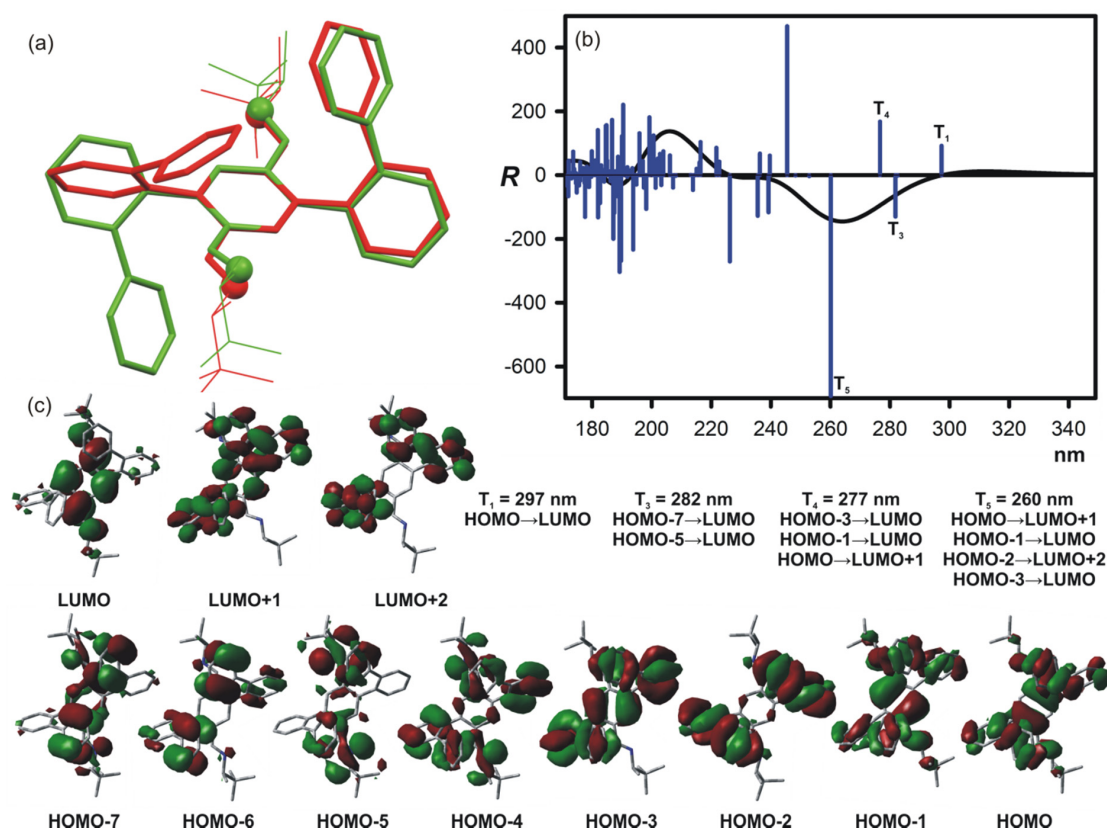 (a)
(b)
400
200
0
-200
-400
-600
R
T₄
T₁
T₃
T₅
180 200 220 240 260 280 300 320 340
nm
(c)
T₁ = 297 nm
HOMO→LUMO
T₃ = 282 nm
HOMO-7→LUMO
HOMO-5→LUMO
T₄ = 277 nm
HOMO-3→LUMO
HOMO-1→LUMO
HOMO→LUMO+1
T₅ = 260 nm
HOMO→LUMO+1
HOMO-1→LUMO
HOMO-2→LUMO+2
HOMO-3→LUMO
LUMO LUMO+1 LUMO+2
HOMO-7 HOMO-6 HOMO-5 HOMO-4 HOMO-3 HOMO-2 HOMO-1 HOMO